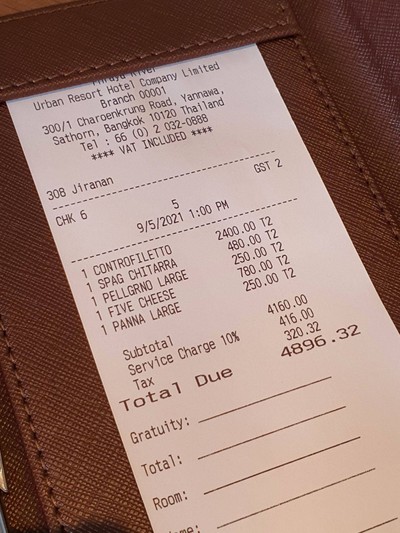 Phraya River
Urban Resort Hotel Company Limited
Branch 00001
300/1 Charoenkrung Road, Yannawa,
Sathorn, Bangkok 10120 Thailand
Tel : 66 (0) 2 032-0888
**** VAT INCLUDED ****
308 Jiranan
CHK 6 5 GST 2
9/5/2021 1:00 PM
1 CONTROFILETTO 2400.00 T2
1 SPAG CHITARRA 480.00 T2
1 PELLGRNO LARGE 250.00 T2
1 FIVE CHEESE 780.00 T2
1 PANNA LARGE 250.00 T2
Subtotal 4160.00
Service Charge 10% 416.00
Tax 320.32
Total Due 4896.32
Gratuity:
Total:
Room: